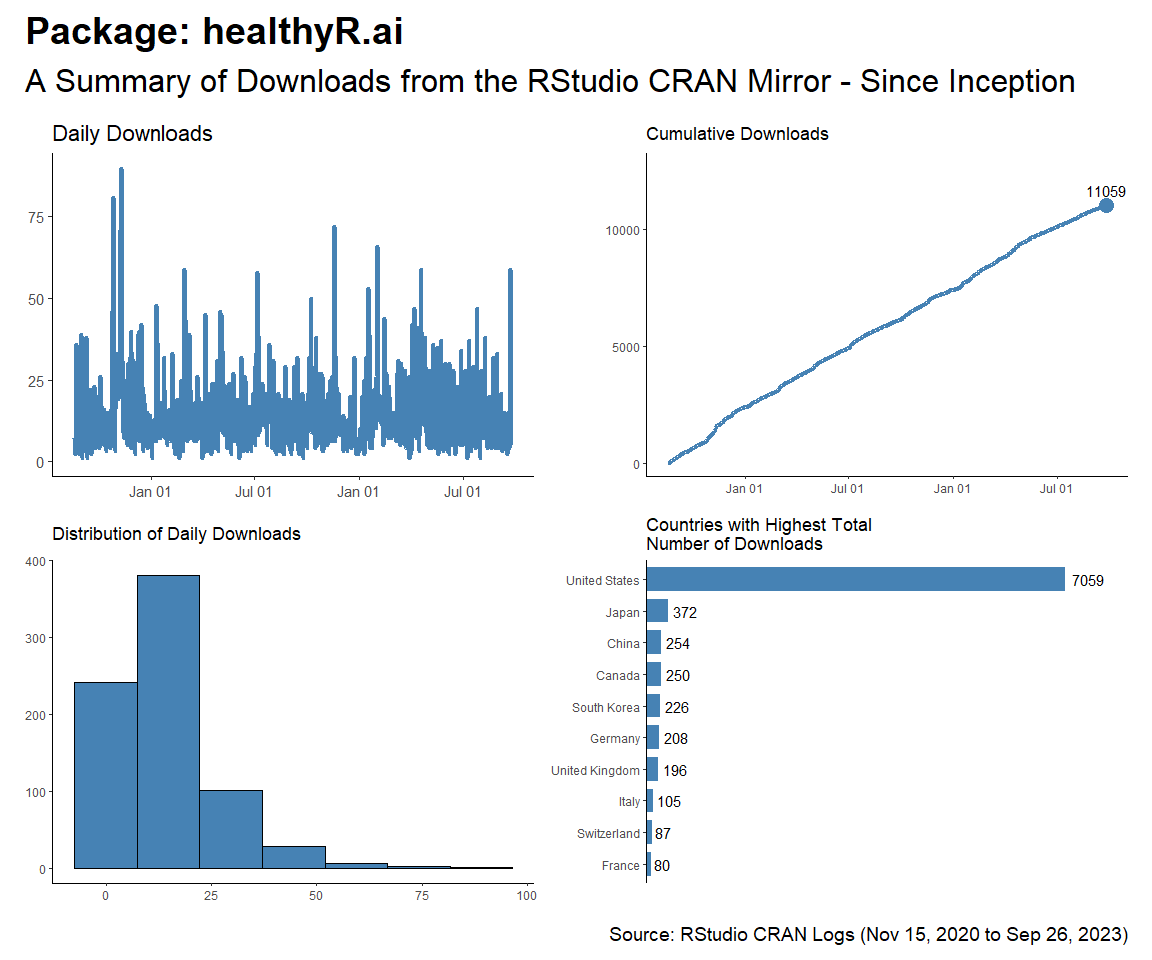 Package: healthyR.ai
A Summary of Downloads from the RStudio CRAN Mirror - Since Inception
Daily Downloads
75
50
25
0
Jan 01 Jul 01 Jan 01 Jul 01
Cumulative Downloads
11059
10000
5000
0
Jan 01 Jul 01 Jan 01 Jul 01
Distribution of Daily Downloads
400
300
200
100
0
0 25 50 75 100
Countries with Highest Total
Number of Downloads
United States 7059
Japan 372
China 254
Canada 250
South Korea 226
Germany 208
United Kingdom 196
Italy 105
Switzerland 87
France 80
Source: RStudio CRAN Logs (Nov 15, 2020 to Sep 26, 2023)